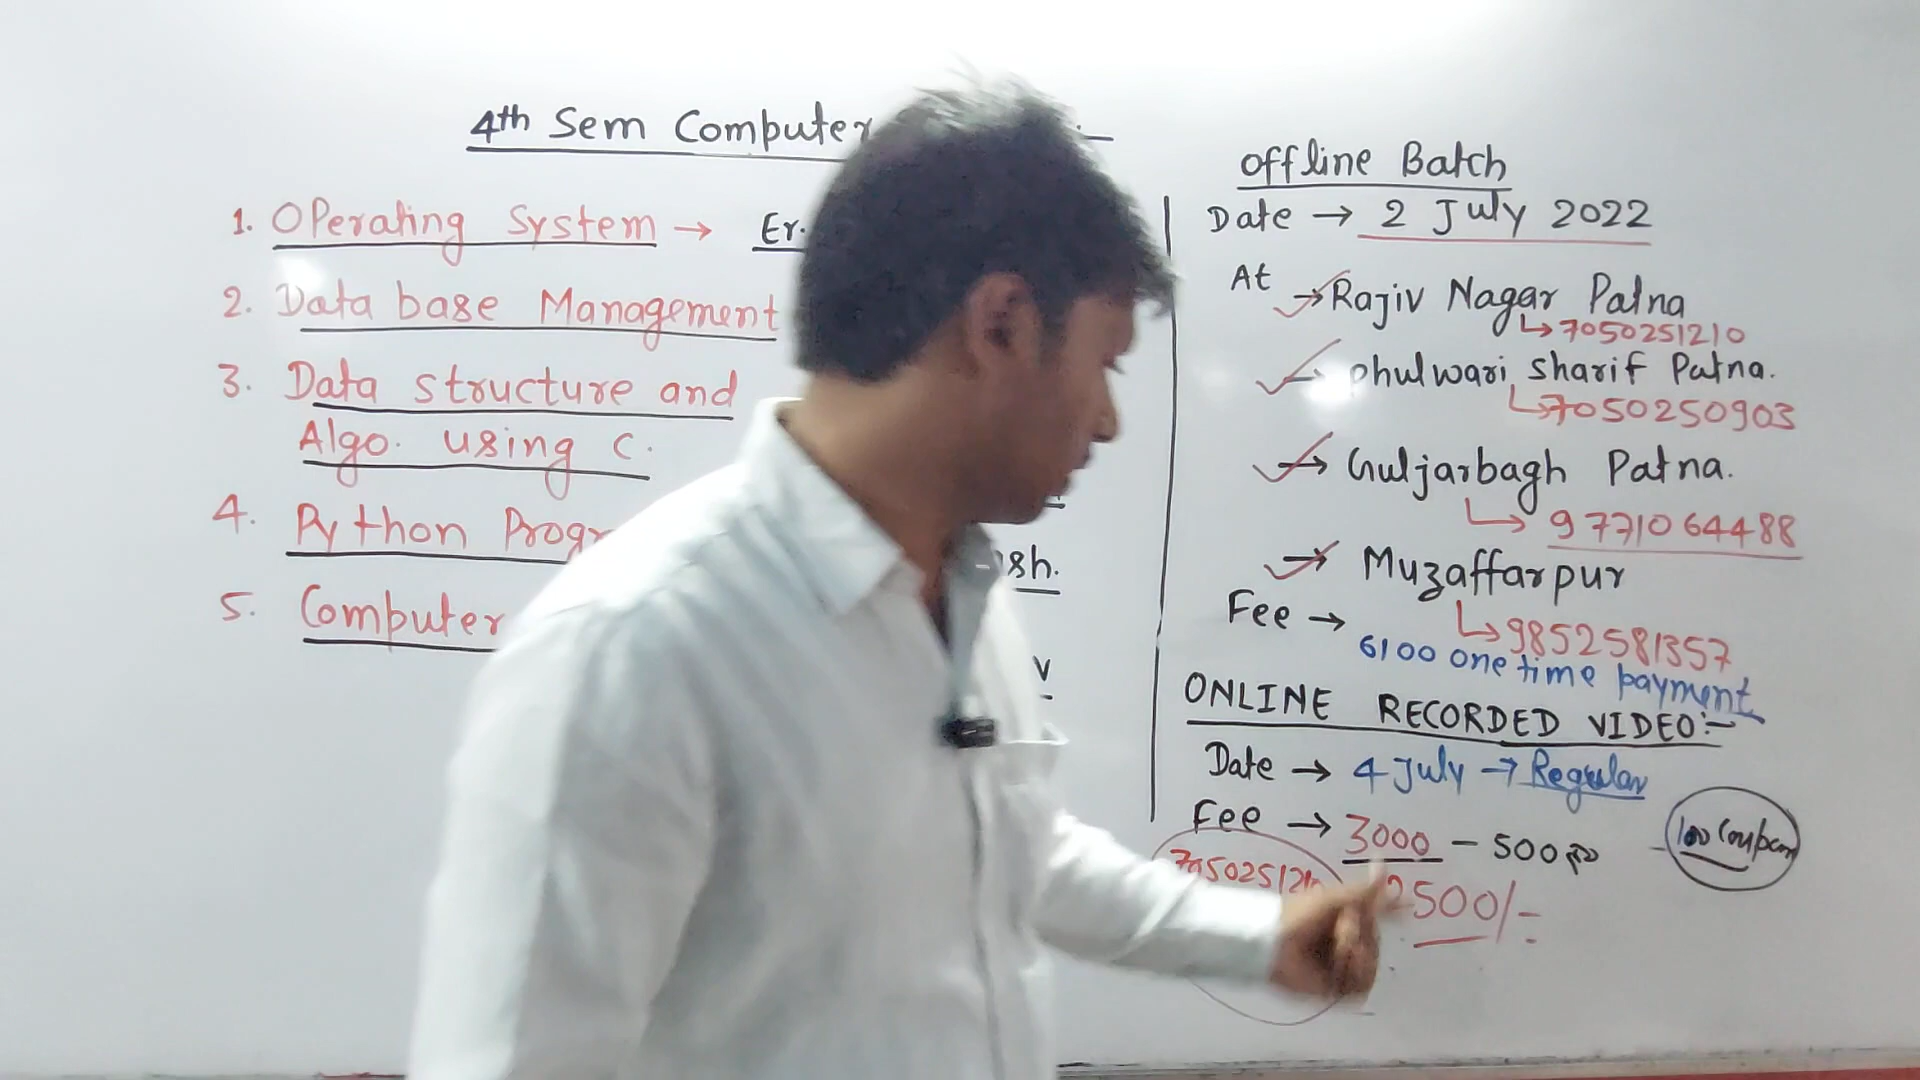 4th Sem Computer
1. Operating System → Er.
2. Data base Management
3. Data structure and
Algo. using C.
4. Python Progr
5. Computer
sh.
v
Offline Batch
Date → 2 July 2022
At → Rajiv Nagar Patna
↳ 7050251210
→ Phulwari Sharif Patna.
↳ 7050250903
→ Guljarbagh Patna.
↳ 9771064488
→ Muzaffarpur
↳ 9852581357
Fee → 6100 one time payment
ONLINE RECORDED VIDEO:-
Date → 4 July → Regular
Fee → 3000 - 500
100 Coupon
2500/-